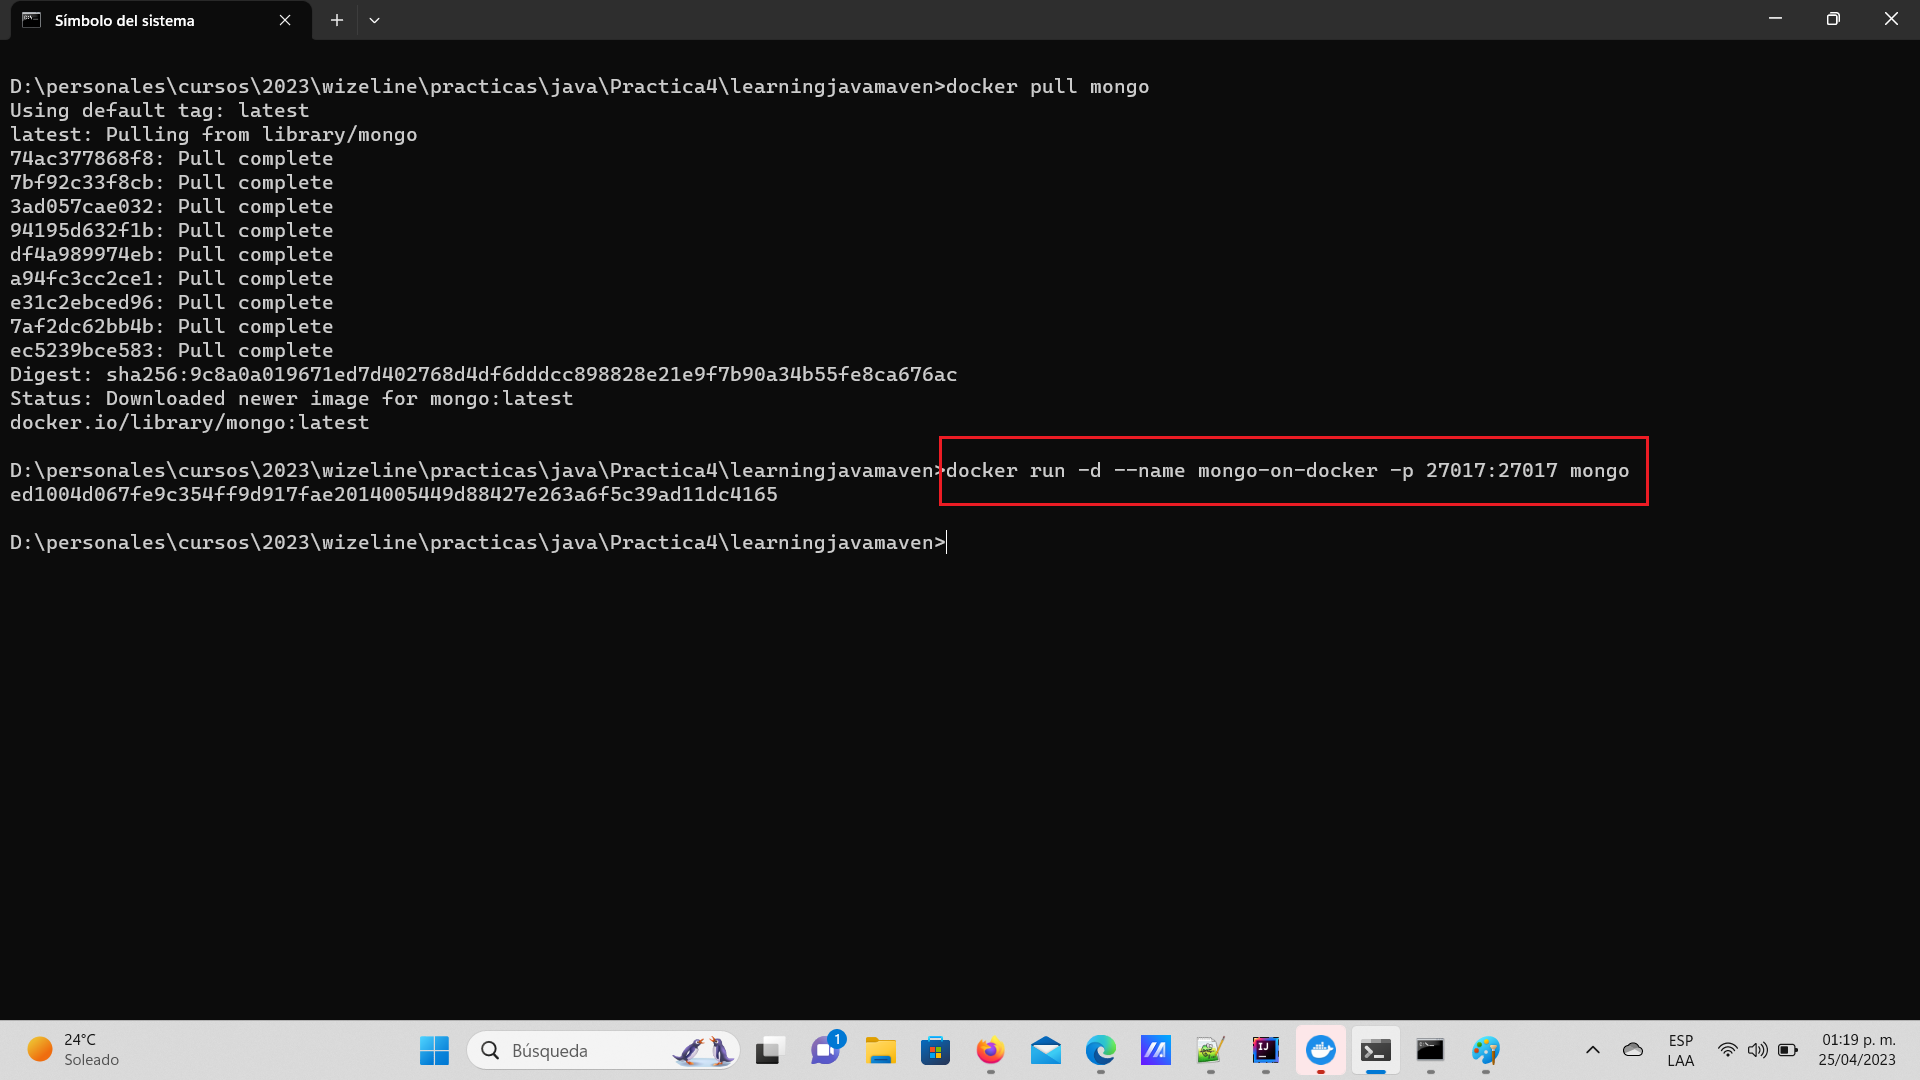 Símbolo del sistema
D:\personales\cursos\2023\wizeline\practicas\java\Practica4\learningjavamaven>docker pull mongo
Using default tag: latest
latest: Pulling from library/mongo
74ac377868f8: Pull complete
7bf92c33f8cb: Pull complete
3ad057cae032: Pull complete
94195d632f1b: Pull complete
df4a989974eb: Pull complete
a94fc3cc2ce1: Pull complete
e31c2ebced96: Pull complete
7af2dc62bb4b: Pull complete
ec5239bce583: Pull complete
Digest: sha256:9c8a0a019671ed7d402768d4df6dddcc898828e21e9f7b90a34b55fe8ca676ac
Status: Downloaded newer image for mongo:latest
docker.io/library/mongo:latest
D:\personales\cursos\2023\wizeline\practicas\java\Practica4\learningjavamaven>docker run -d --name mongo-on-docker -p 27017:27017 mongo
ed1004d067fe9c354ff9d917fae2014005449d88427e263a6f5c39ad11dc4165
D:\personales\cursos\2023\wizeline\practicas\java\Practica4\learningjavamaven>
24°C
Soleado
Búsqueda
1
IJ
ESP
LAA
01:19 p. m.
25/04/2023